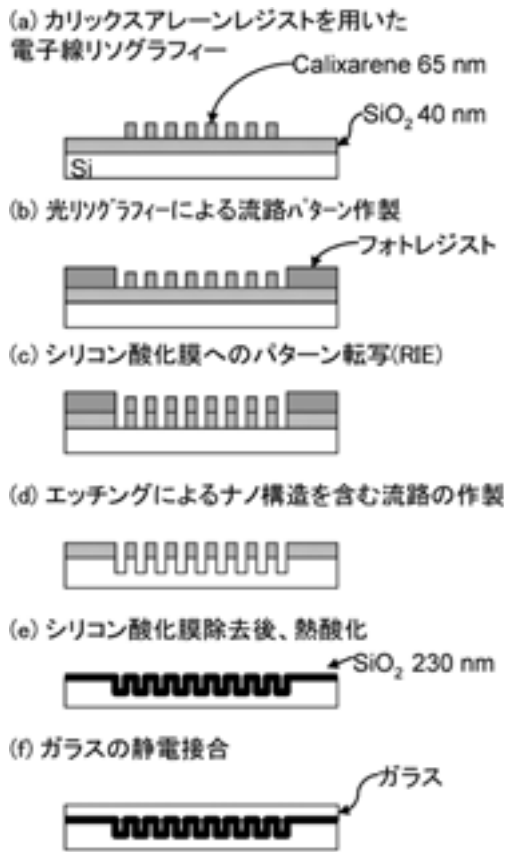 (a) カリックスアレーンレジストを用いた
電子線リソグラフィー
Calixarene 65 nm
SiO₂ 40 nm
Si
(b) 光リソグラフィーによる流路パターン作製
フォトレジスト
(c) シリコン酸化膜へのパターン転写(RIE)
(d) エッチングによるナノ構造を含む流路の作製
(e) シリコン酸化膜除去後、熱酸化
SiO₂ 230 nm
(f) ガラスの静電接合
ガラス